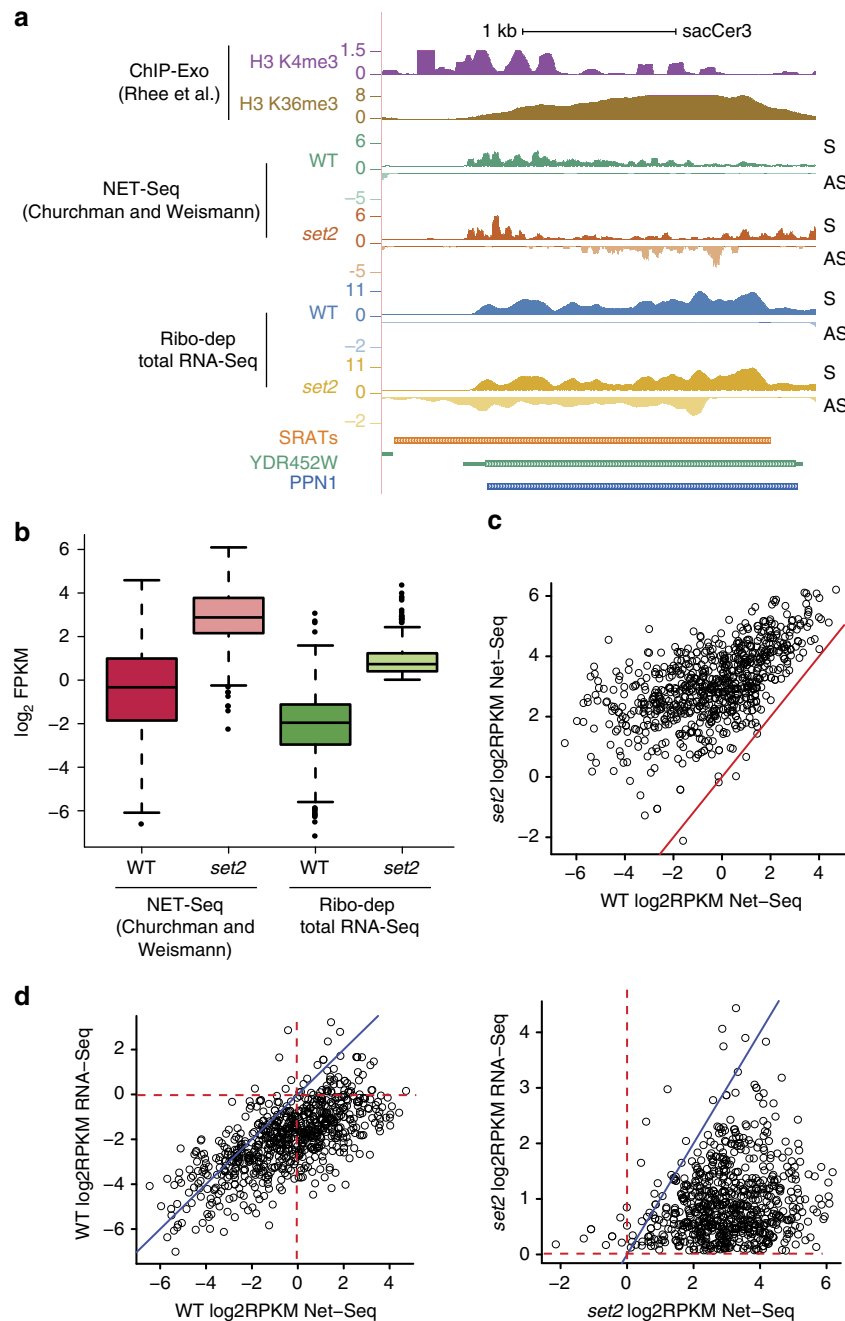 a
1 kb
sacCer3
ChIP-Exo
(Rhee et al.)
H3 K4me3
1.5
0
H3 K36me3
8
0
NET-Seq
(Churchman and Weismann)
WT
6
0
−5
S
AS
set2
6
0
-5
S
AS
Ribo-dep
total RNA-Seq
WT
11
0
−2
S
AS
set2
11
0
−2
S
AS
SRATs
YDR452W
PPN1
b
log2 FPKM
6
4
2
0
−2
−4
−6
WT
set2
WT
set2
NET-Seq
(Churchman and
Weismann)
Ribo-dep
total RNA-Seq
c
set2 log2RPKM Net−Seq
6
4
2
0
−2
−6
−4
−2
0
2
4
WT log2RPKM Net−Seq
d
WT log2RPKM RNA−Seq
2
0
−2
−4
−6
−6
−4
−2
0
2
4
WT log2RPKM Net−Seq
set2 log2RPKM RNA−Seq
4
3
2
1
0
−2
0
2
4
6
set2 log2RPKM Net−Seq